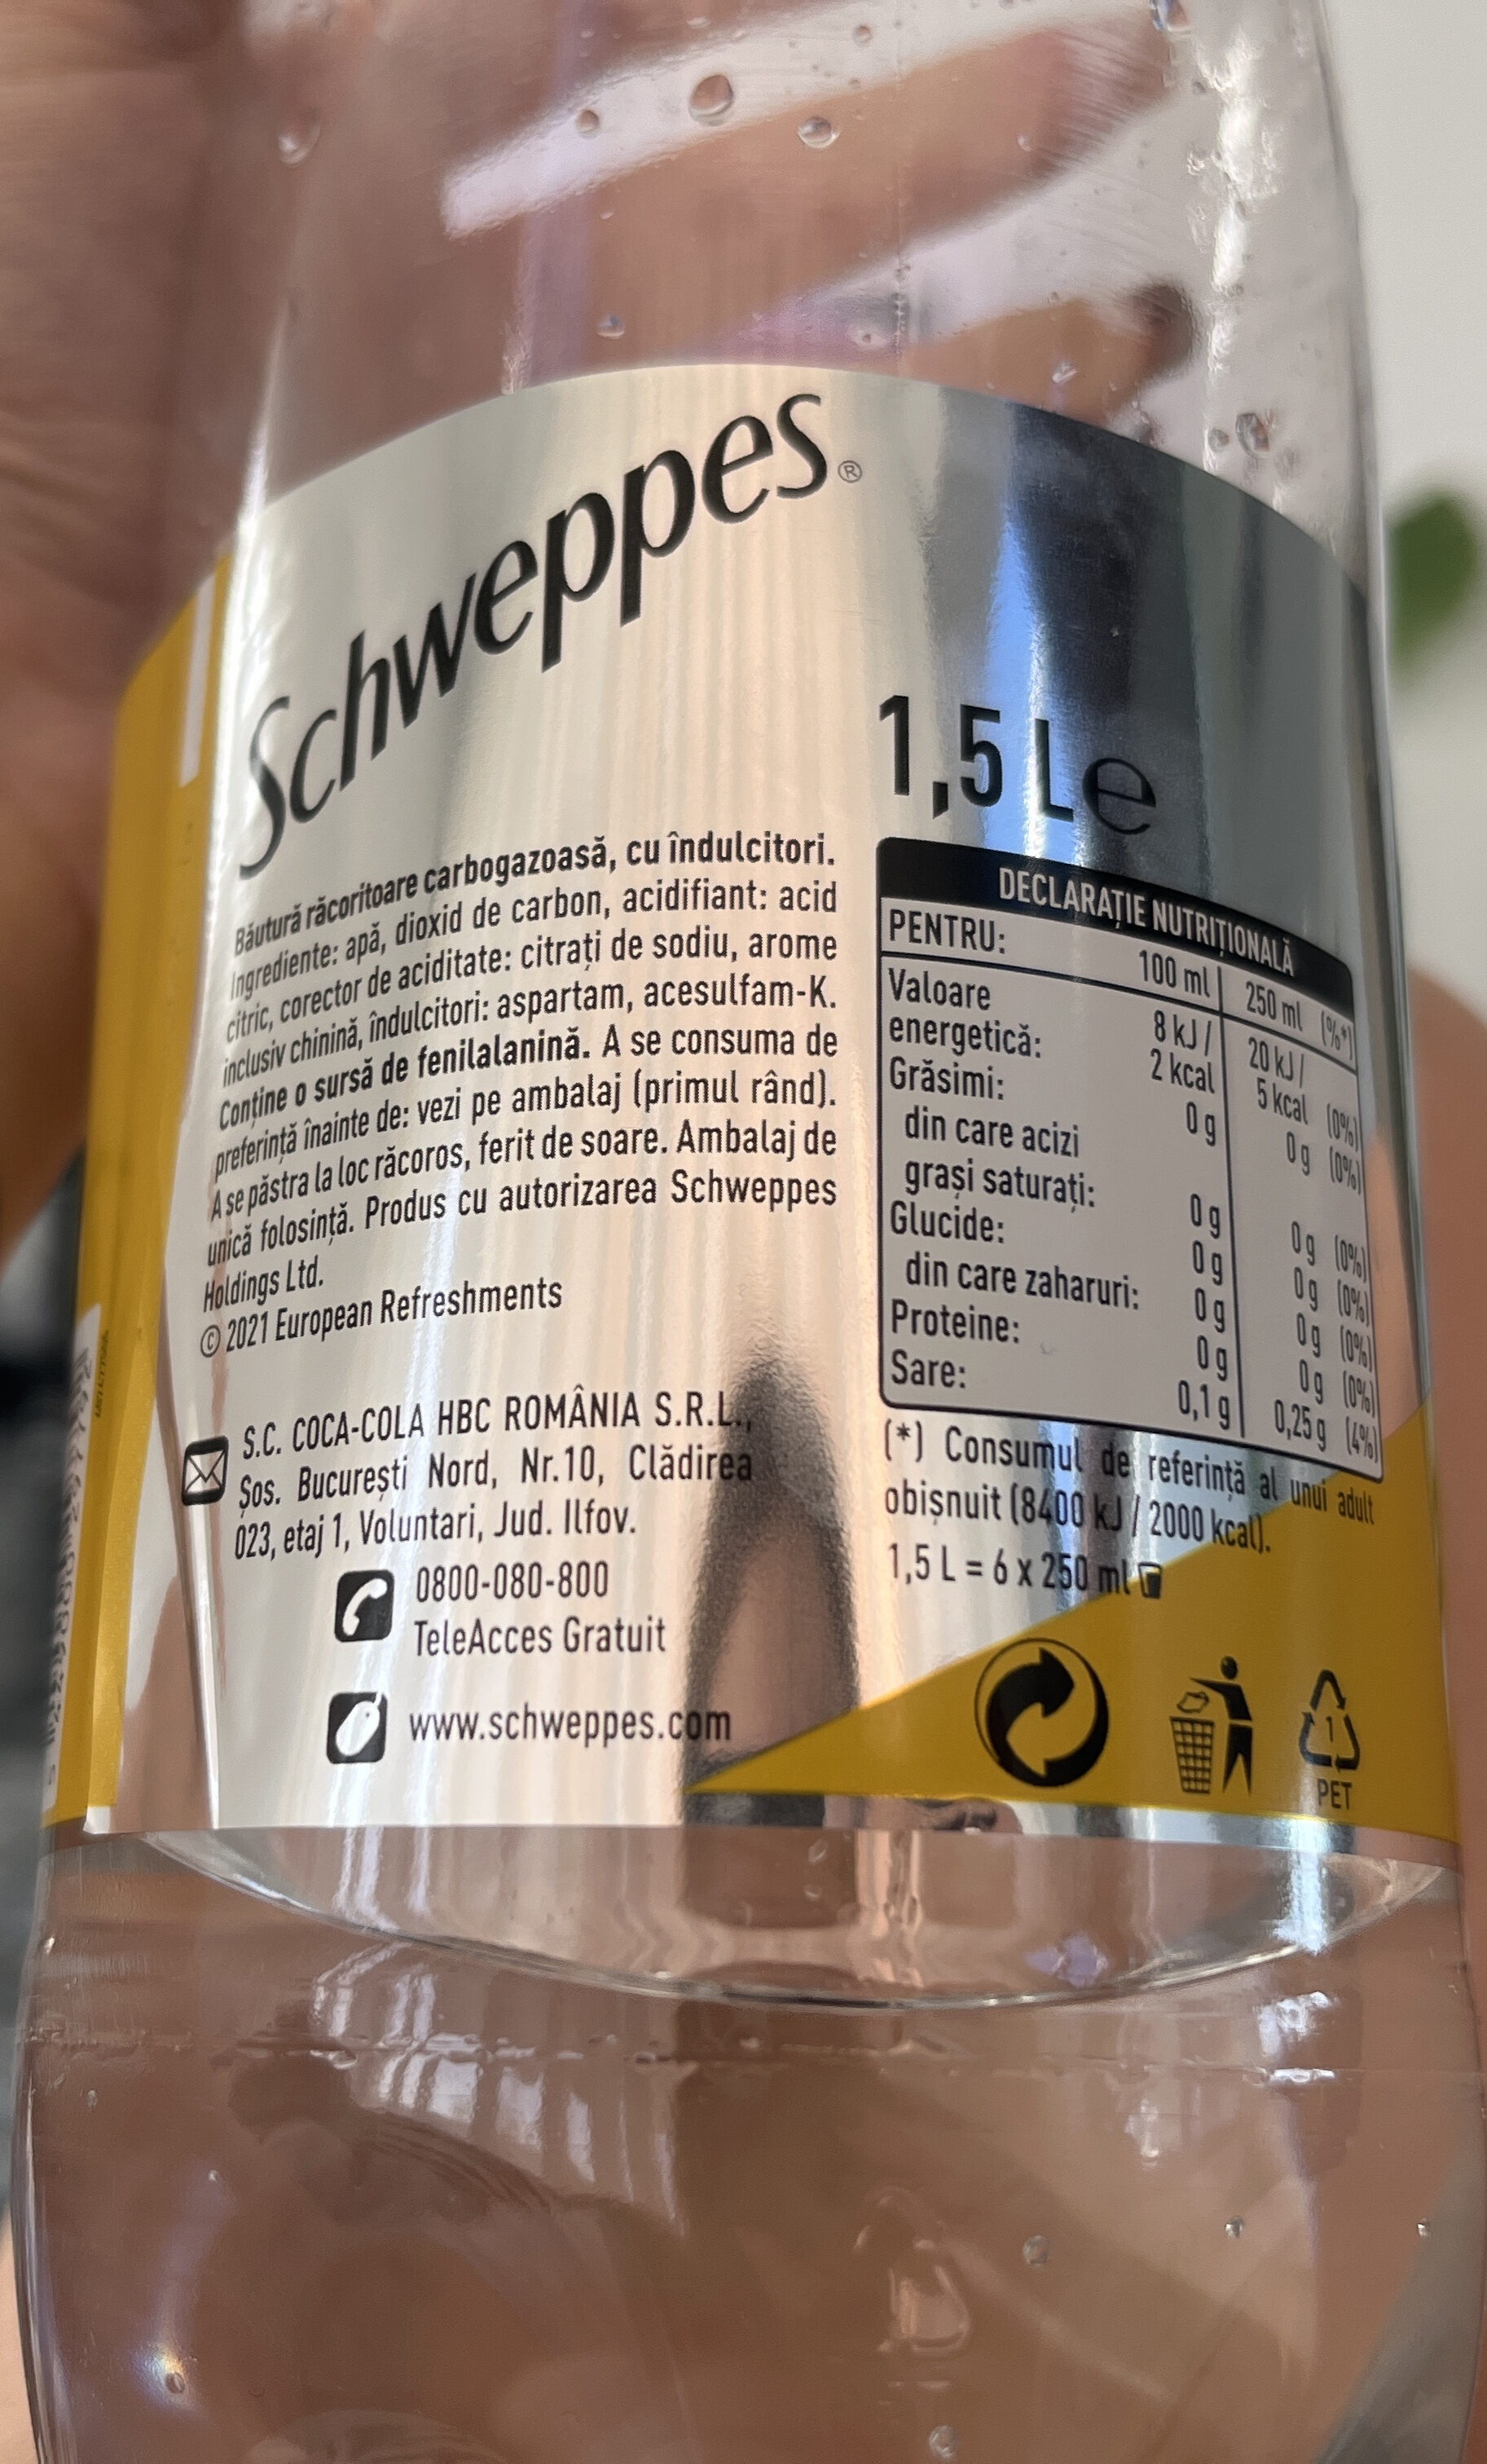 Schweppes®
Băutură răcoritoare carbogazoasă, cu îndulcitori.
Ingrediente: apă, dioxid de carbon, acidifiant: acid
citric, corector de aciditate: citrați de sodiu, arome
inclusiv chinină, îndulcitori: aspartam, acesulfam-K.
Conține o sursă de fenilalanină. A se consuma de
preferință înainte de: vezi pe ambalaj (primul rând).
A se păstra la loc răcoros, ferit de soare. Ambalaj de
unică folosință. Produs cu autorizarea Schweppes
Holdings Ltd.
© 2021 European Refreshments
S.C. COCA-COLA HBC ROMÂNIA S.R.L.,
Șos. București Nord, Nr.10, Clădirea
023, etaj 1, Voluntari, Jud. Ilfov.
0800-080-800
TeleAcces Gratuit
www.schweppes.com
1,5 L e
DECLARAȚIE NUTRIȚIONALĂ
PENTRU: 100 ml 250 ml (%*)
Valoare 8 kJ / 20 kJ /
energetică: 2 kcal 5 kcal (0%)
Grăsimi: 0 g 0 g (0%)
din care acizi
grași saturați: 0 g 0 g (0%)
Glucide: 0 g 0 g (0%)
din care zaharuri: 0 g 0 g (0%)
Proteine: 0 g 0 g (0%)
Sare: 0,1 g 0,25 g (4%)
(*) Consumul de referință al unui adult
obișnuit (8400 kJ / 2000 kcal).
1,5 L = 6 x 250 ml
1
PET